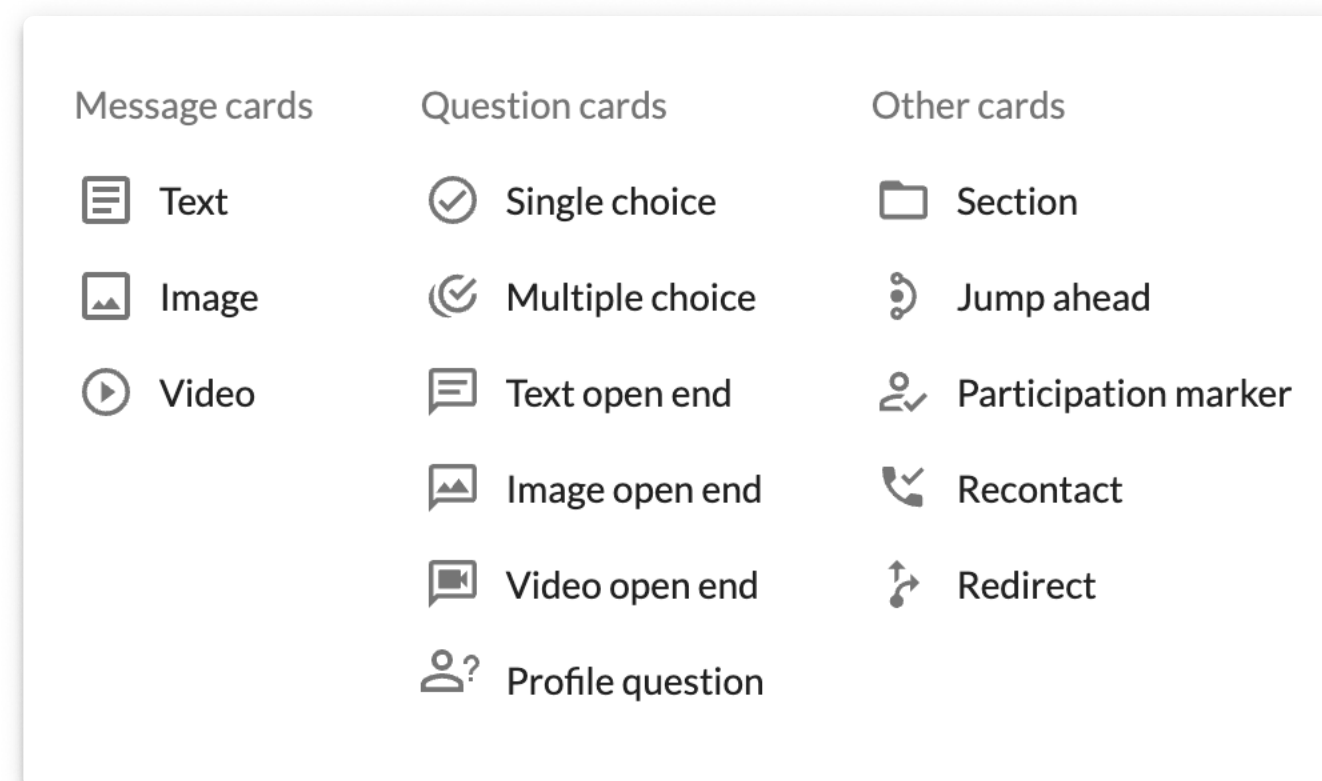 Message cards
Text
Image
Video
Question cards
Single choice
Multiple choice
Text open end
Image open end
Video open end
Profile question
Other cards
Section
Jump ahead
Participation marker
Recontact
Redirect